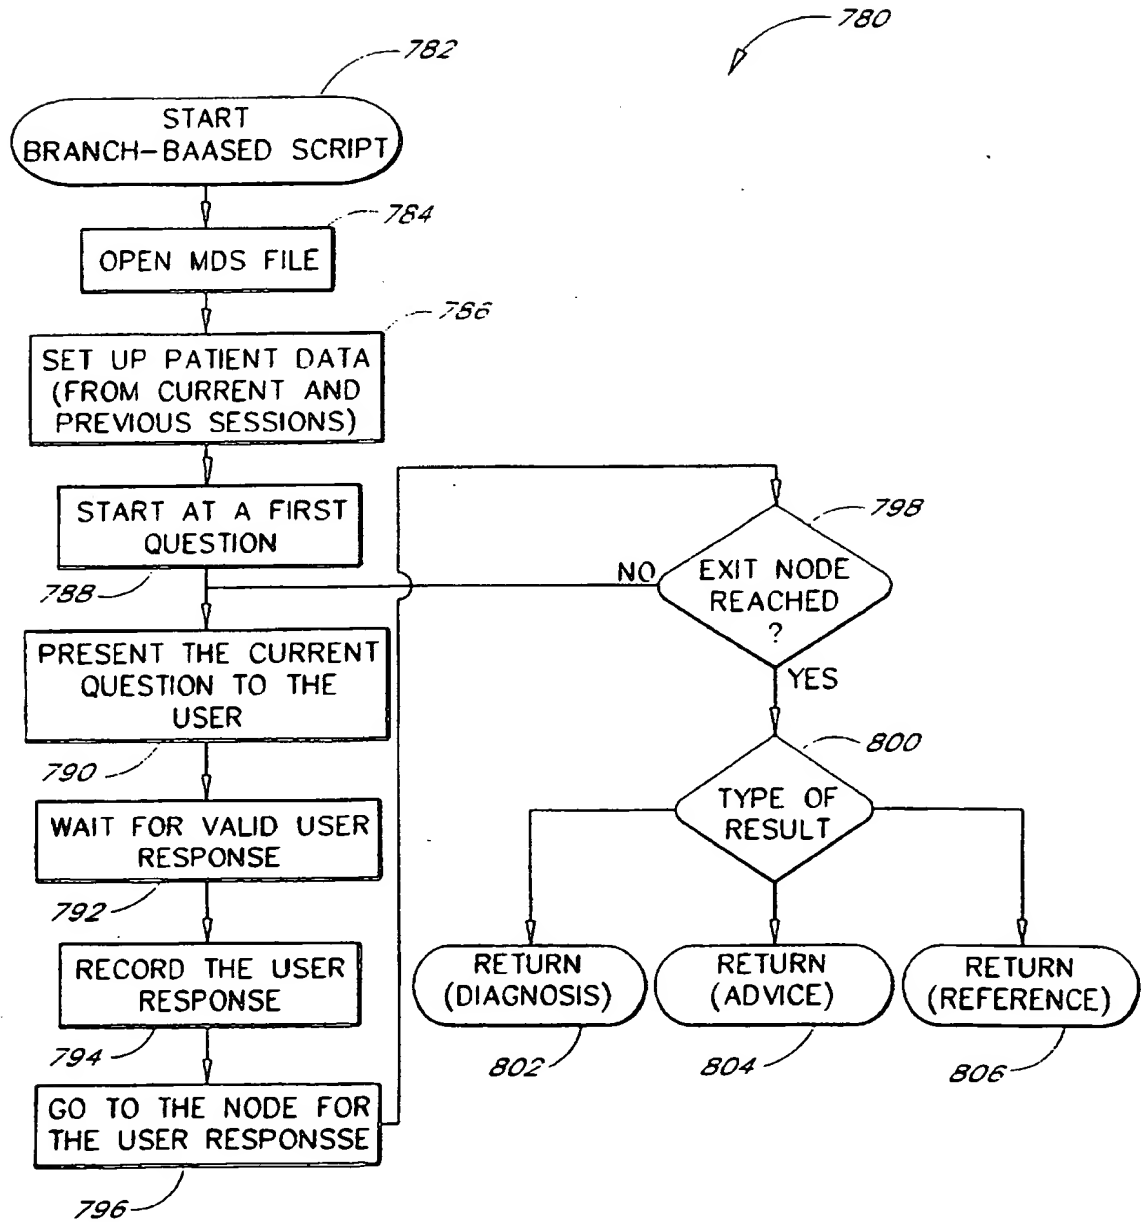 780
782
START
BRANCH-BAASED SCRIPT
784
OPEN MDS FILE
786
SET UP PATIENT DATA
(FROM CURRENT AND
PREVIOUS SESSIONS)
START AT A FIRST
QUESTION
788
PRESENT THE CURRENT
QUESTION TO THE
USER
790
WAIT FOR VALID USER
RESPONSE
792
RECORD THE USER
RESPONSE
794
GO TO THE NODE FOR
THE USER RESPONSSE
796
798
EXIT NODE
REACHED
?
NO
YES
800
TYPE OF
RESULT
RETURN
(DIAGNOSIS)
802
RETURN
(ADVICE)
804
RETURN
(REFERENCE)
806